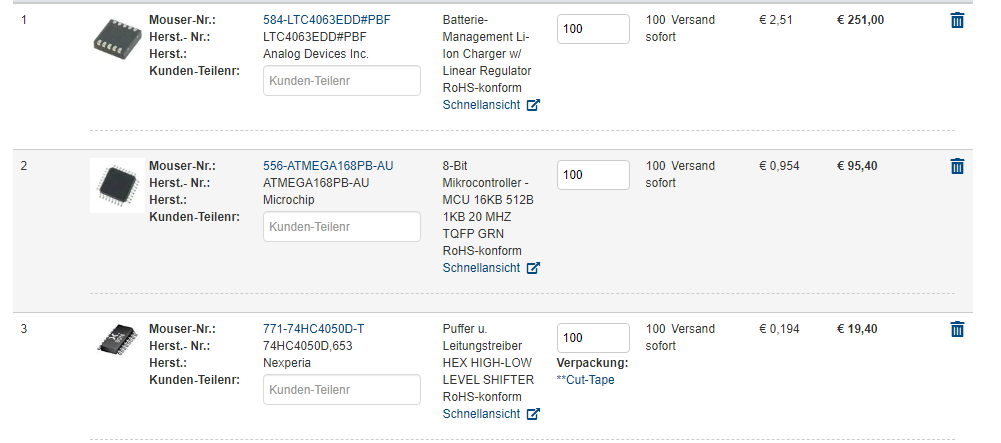 1
Mouser-Nr.: 584-LTC4063EDD#PBF
Herst.- Nr.: LTC4063EDD#PBF
Herst.: Analog Devices Inc.
Kunden-Teilenr:
Kunden-Teilenr
Batterie-
Management Li-
Ion Charger w/
Linear Regulator
RoHS-konform
Schnellansicht
100
100 Versand
sofort
€ 2,51
€ 251,00
2
Mouser-Nr.: 556-ATMEGA168PB-AU
Herst.- Nr.: ATMEGA168PB-AU
Herst.: Microchip
Kunden-Teilenr:
Kunden-Teilenr
8-Bit
Mikrocontroller -
MCU 16KB 512B
1KB 20 MHZ
TQFP GRN
RoHS-konform
Schnellansicht
100
100 Versand
sofort
€ 0,954
€ 95,40
3
Mouser-Nr.: 771-74HC4050D-T
Herst.- Nr.: 74HC4050D,653
Herst.: Nexperia
Kunden-Teilenr:
Kunden-Teilenr
Puffer u.
Leitungstreiber
HEX HIGH-LOW
LEVEL SHIFTER
RoHS-konform
Schnellansicht
100
Verpackung:
**Cut-Tape
100 Versand
sofort
€ 0,194
€ 19,40